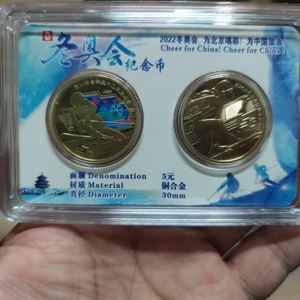 冬奥会纪念币
2022冬奥会 为北京喝彩 为中国加油
Cheer for China! Cheer for China!
面额 Denomination 5元
材质 Material 铜合金
直径 Diameter 30mm